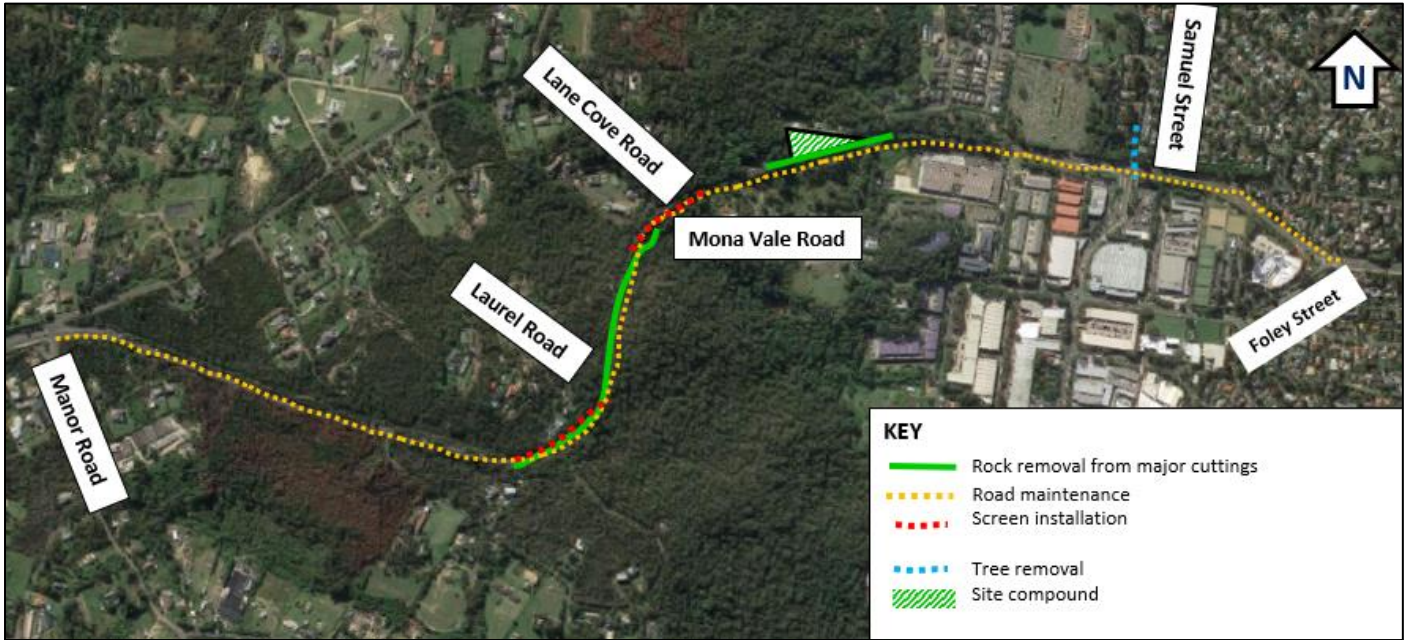 Samuel Street
N
Lane Cove Road
Mona Vale Road
Laurel Road
Foley Street
Manor Road
KEY
Rock removal from major cuttings
Road maintenance
Screen installation
Tree removal
Site compound